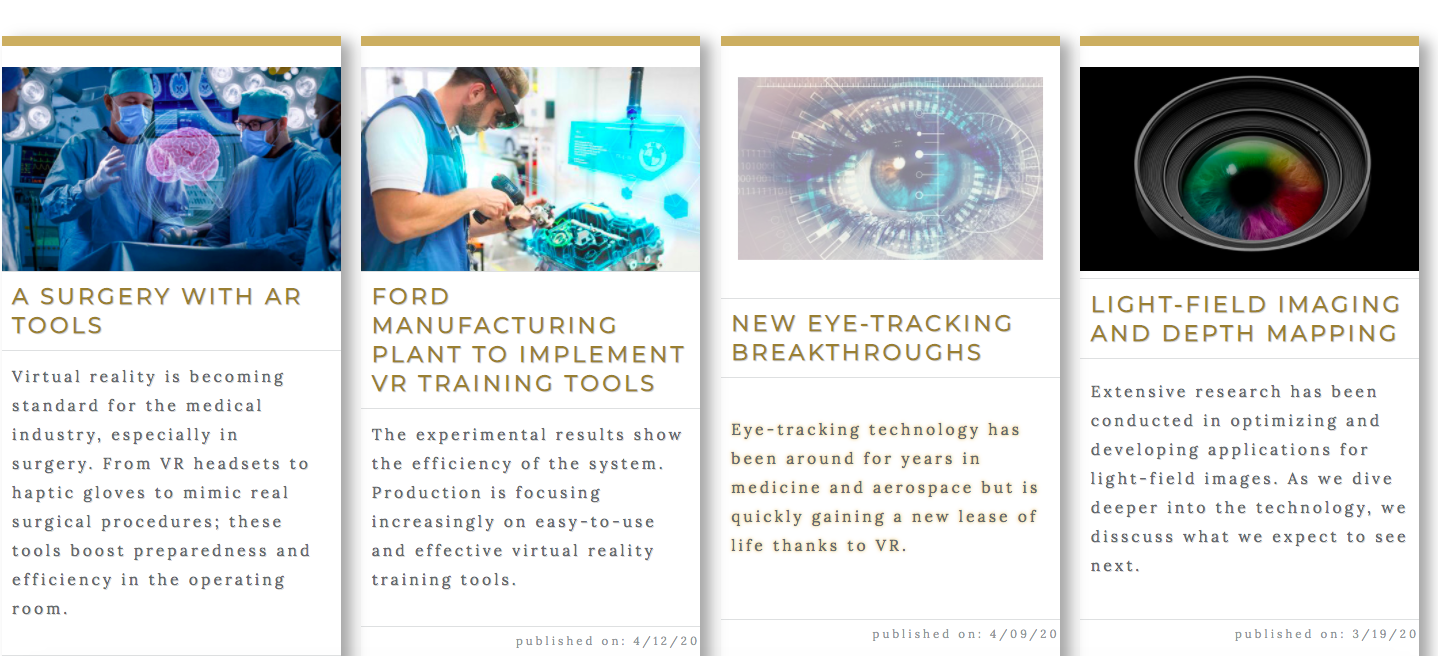 A SURGERY WITH AR
TOOLS
Virtual reality is becoming
standard for the medical
industry, especially in
surgery. From VR headsets to
haptic gloves to mimic real
surgical procedures; these
tools boost preparedness and
efficiency in the operating
room.
FORD
MANUFACTURING
PLANT TO IMPLEMENT
VR TRAINING TOOLS
The experimental results show
the efficiency of the system.
Production is focusing
increasingly on easy-to-use
and effective virtual reality
training tools.
published on: 4/12/20
NEW EYE-TRACKING
BREAKTHROUGHS
Eye-tracking technology has
been around for years in
medicine and aerospace but is
quickly gaining a new lease of
life thanks to VR.
published on: 4/09/20
LIGHT-FIELD IMAGING
AND DEPTH MAPPING
Extensive research has been
conducted in optimizing and
developing applications for
light-field images. As we dive
deeper into the technology, we
disscuss what we expect to see
next.
published on: 3/19/20